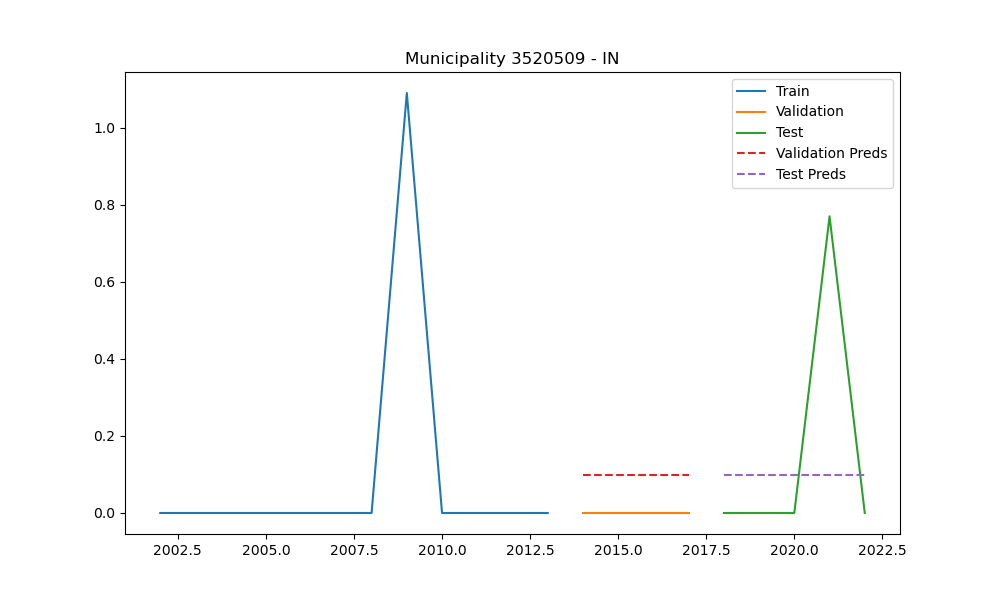 Municipality 3520509 - IN
Train
Validation
Test
Validation Preds
Test Preds
1.0
0.8
0.6
0.4
0.2
0.0
2002.5 2005.0 2007.5 2010.0 2012.5 2015.0 2017.5 2020.0 2022.5